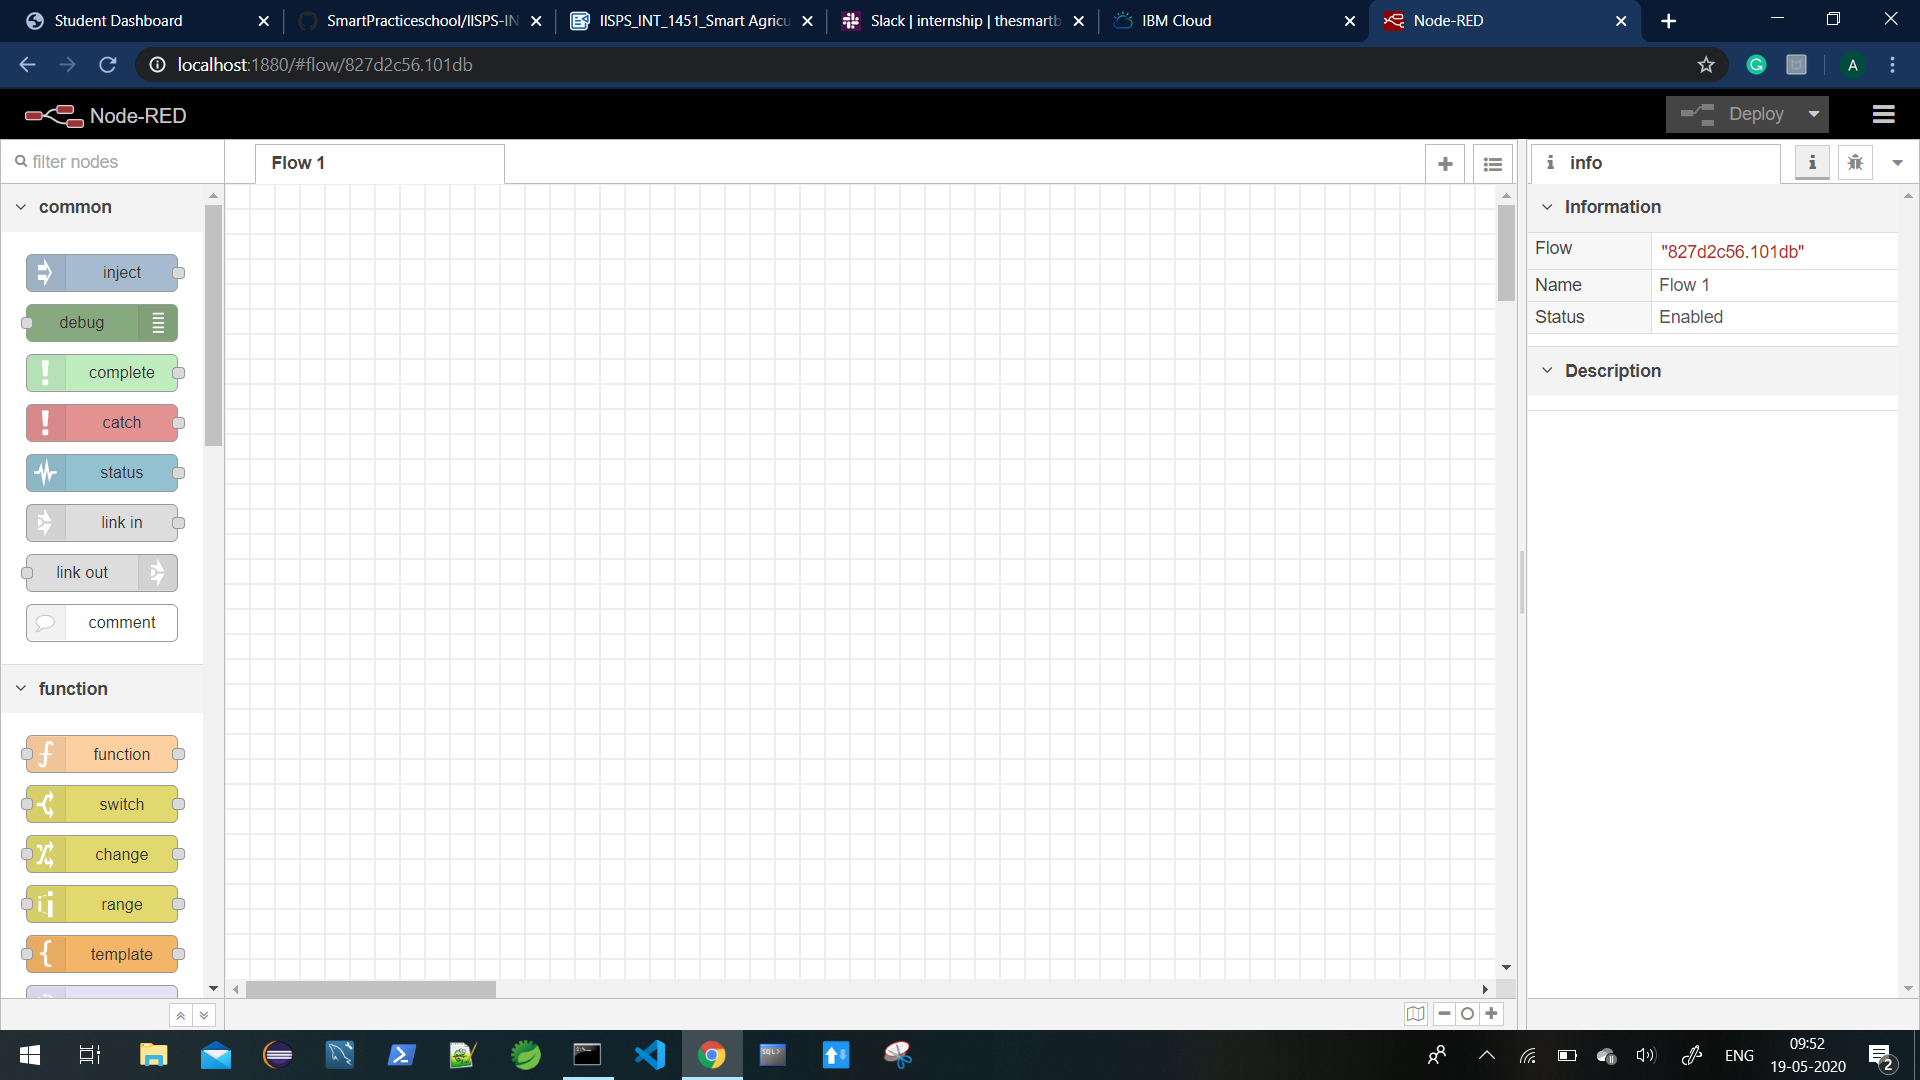 Student Dashboard
SmartPracticeschool/IISPS-IN
IISPS_INT_1451_Smart Agricu
Slack | internship | thesmartb
IBM Cloud
Node-RED
localhost:1880/#flow/827d2c56.101db
A
Node-RED
Deploy
filter nodes
Flow 1
info
common
inject
debug
complete
catch
status
link in
link out
comment
function
function
switch
change
range
template
Information
Flow "827d2c56.101db"
Name Flow 1
Status Enabled
Description
SQL>
ENG
09:52
19-05-2020
2